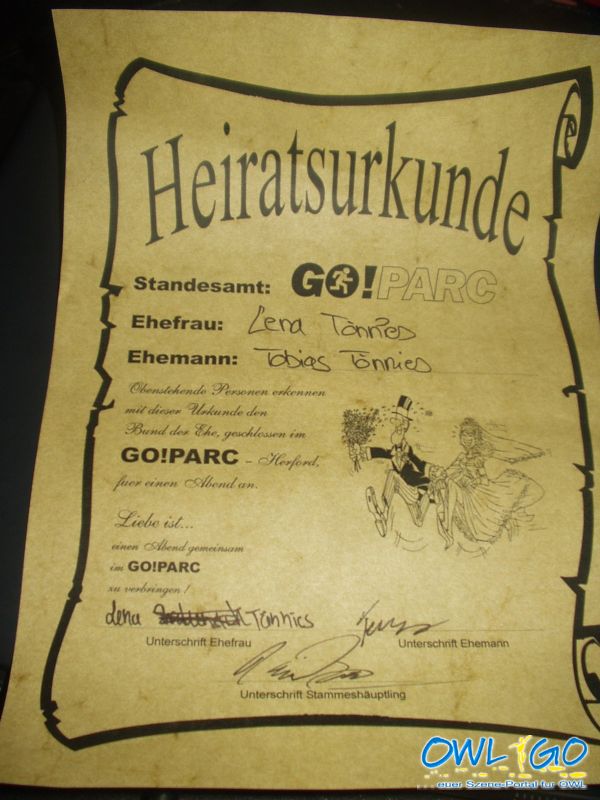 Heiratsurkunde
Standesamt: GO!PARC
Ehefrau: Lena Tönnies
Ehemann: Tobias Tönnies
Obenstehende Personen erkennen
mit dieser Urkunde den
Bund der Ehe, geschlossen im
GO!PARC - Herford,
fuer einen Abend an.
Liebe ist...
einen Abend gemeinsam
im GO!PARC
zu verbringen!
Lena Tönnies
Unterschrift Ehefrau
Unterschrift Ehemann
Unterschrift Stammeshäuptling
OWL GO
euer Szene-Portal für OWL